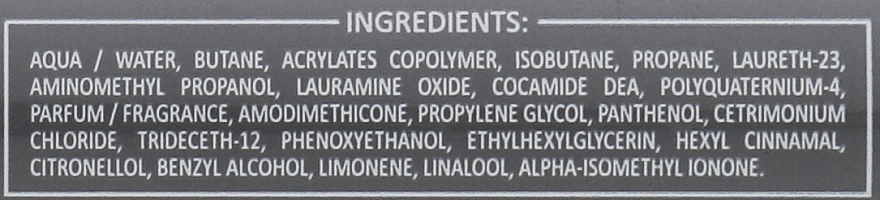 INGREDIENTS:
AQUA / WATER, BUTANE, ACRYLATES COPOLYMER, ISOBUTANE, PROPANE, LAURETH-23,
AMINOMETHYL PROPANOL, LAURAMINE OXIDE, COCAMIDE DEA, POLYQUATERNIUM-4,
PARFUM / FRAGRANCE, AMODIMETHICONE, PROPYLENE GLYCOL, PANTHENOL, CETRIMONIUM
CHLORIDE, TRIDECETH-12, PHENOXYETHANOL, ETHYLHEXYLGLYCERIN, HEXYL CINNAMAL,
CITRONELLOL, BENZYL ALCOHOL, LIMONENE, LINALOOL, ALPHA-ISOMETHYL IONONE.